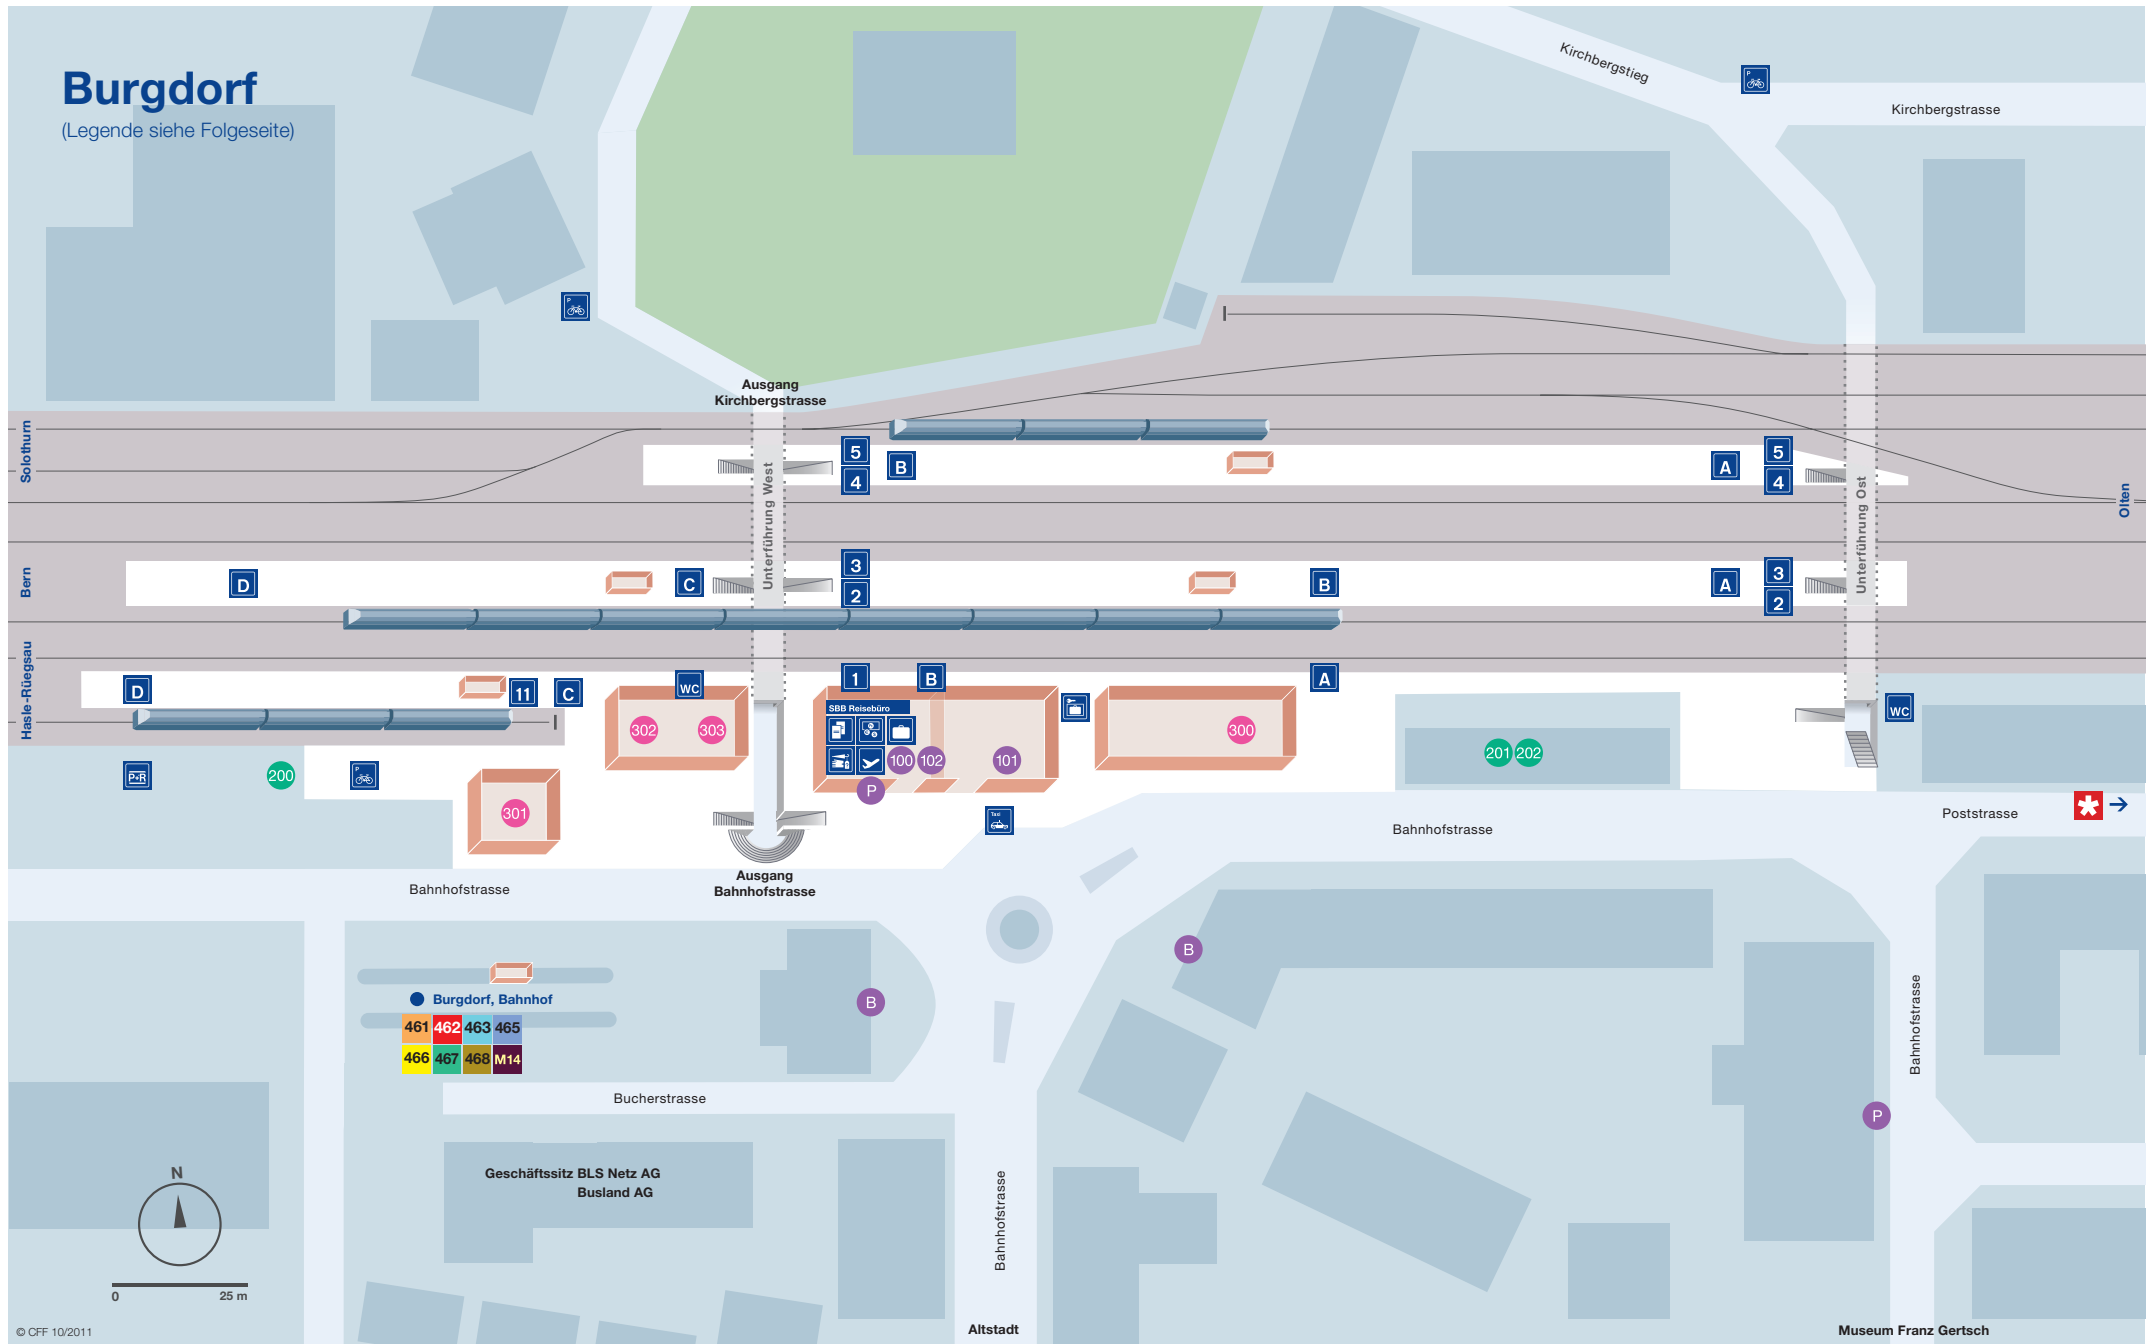 Burgdorf
(Legende siehe Folgeseite)
Kirchbergstieg
P
Kirchbergstrasse
P
Ausgang
Kirchbergstrasse
Solothurn
5
4
B
A
5
4
Unterführung West
Unterführung Ost
Olten
Bern
D
C
3
2
B
A
3
2
Hasle-Rüegsau
D
11
C
WC
1
B
A
SBB Reisebüro
302
303
300
WC
P+R
200
P
100
102
101
201
202
P
301
Taxi
Bahnhofstrasse
Poststrasse
Ausgang
Bahnhofstrasse
Bahnhofstrasse
B
B
Burgdorf, Bahnhof
461 462 463 465
466 467 468 M14
Bahnhofstrasse
Bucherstrasse
P
Geschäftssitz BLS Netz AG
Busland AG
Bahnhofstrasse
N
0 25 m
© CFF 10/2011
Altstadt
Museum Franz Gertsch